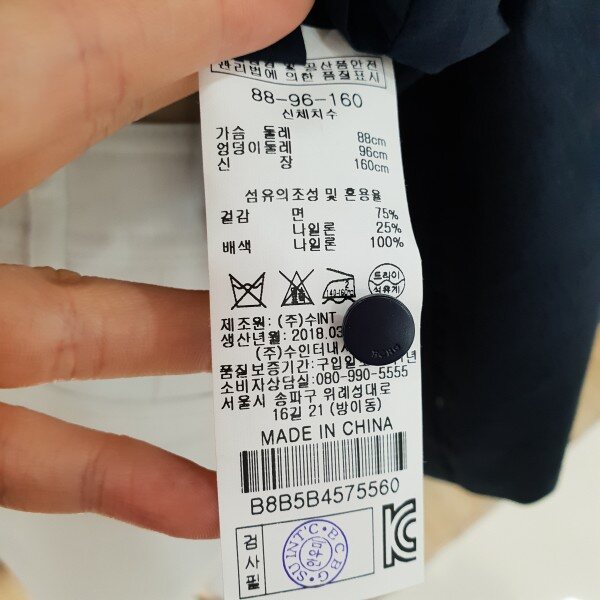 관리법에 의한 품질표시
88-96-160
신체치수
가슴 둘레 88cm
엉덩이둘레 96cm
신 장 160cm
섬유의조성 및 혼용율
겉감 면 75%
나일론 25%
배색 나일론 100%
드라이
석유계
제조원: (주)수INT
생산년월: 2018.03
(주)수인터내
품질보증기간: 구입일
소비자상담실: 080-990-5555
서울시 송파구 위례성대로
16길 21 (방이동)
MADE IN CHINA
B8B5B4575560
검사필
SUINT'C · BCBG